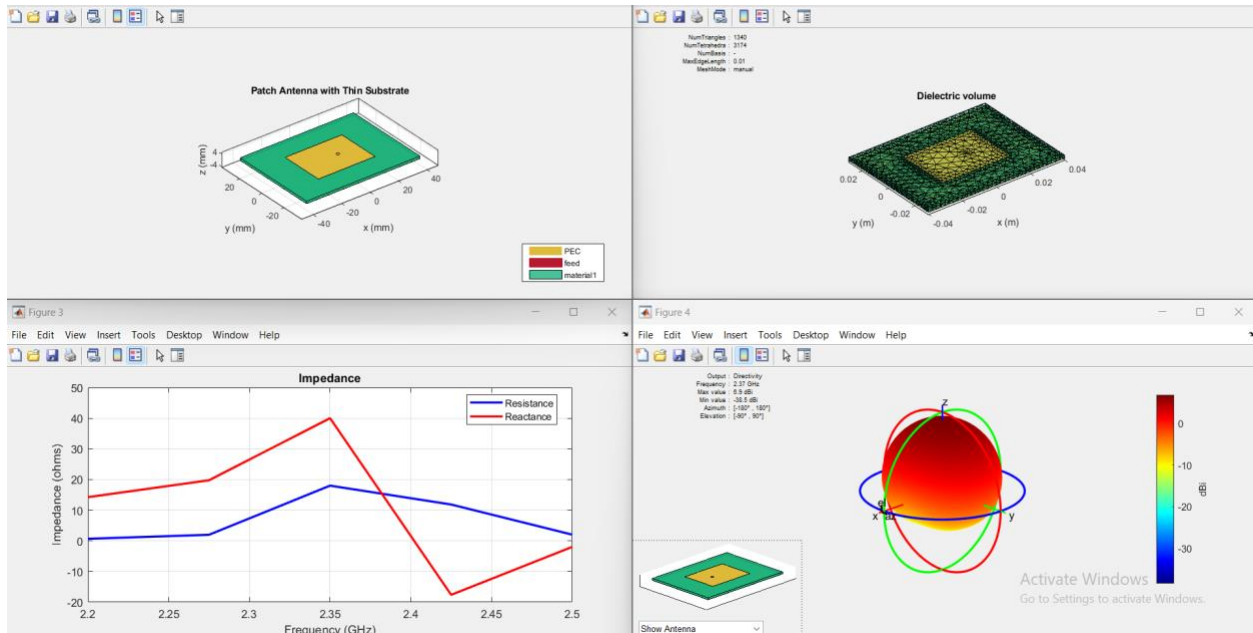 Patch Antenna with Thin Substrate
z (mm)
4
-4
20
0
-20
y (mm)
-40
-20
0
20
40
x (mm)
PEC
feed
material1
NumTriangles : 1340
NumTetrahedra : 3174
NumBasis : -
MaxEdgeLength : 0.01
MeshMode : manual
Dielectric volume
0.02
0
-0.02
y (m)
-0.04
-0.02
0
0.02
0.04
x (m)
Figure 3
File Edit View Insert Tools Desktop Window Help
Impedance
Impedance (ohms)
50
40
30
20
10
0
-10
-20
2.2 2.25 2.3 2.35 2.4 2.45 2.5
Frequency (GHz)
Resistance
Reactance
Figure 4
File Edit View Insert Tools Desktop Window Help
Output : Directivity
Frequency : 2.37 GHz
Max value : 6.9 dBi
Min value : -38.5 dBi
Azimuth : [-180° , 180°]
Elevation : [-90° , 90°]
z
x
az
y
0
-10
-20
-30
dBi
Show Antenna
Activate Windows
Go to Settings to activate Windows.